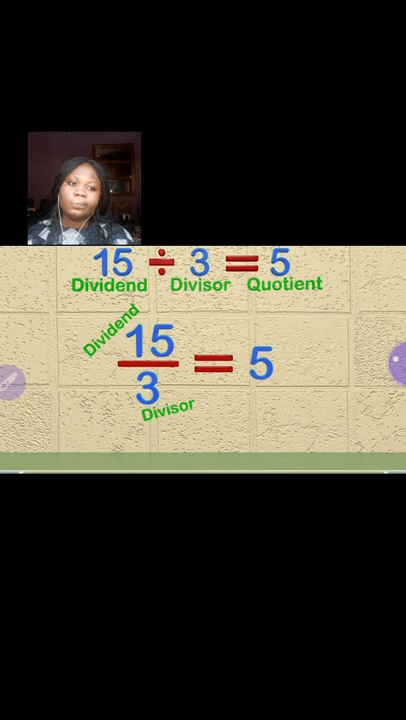 15 ÷ 3 = 5
Dividend Divisor Quotient
Dividend
15
3
= 5
Divisor